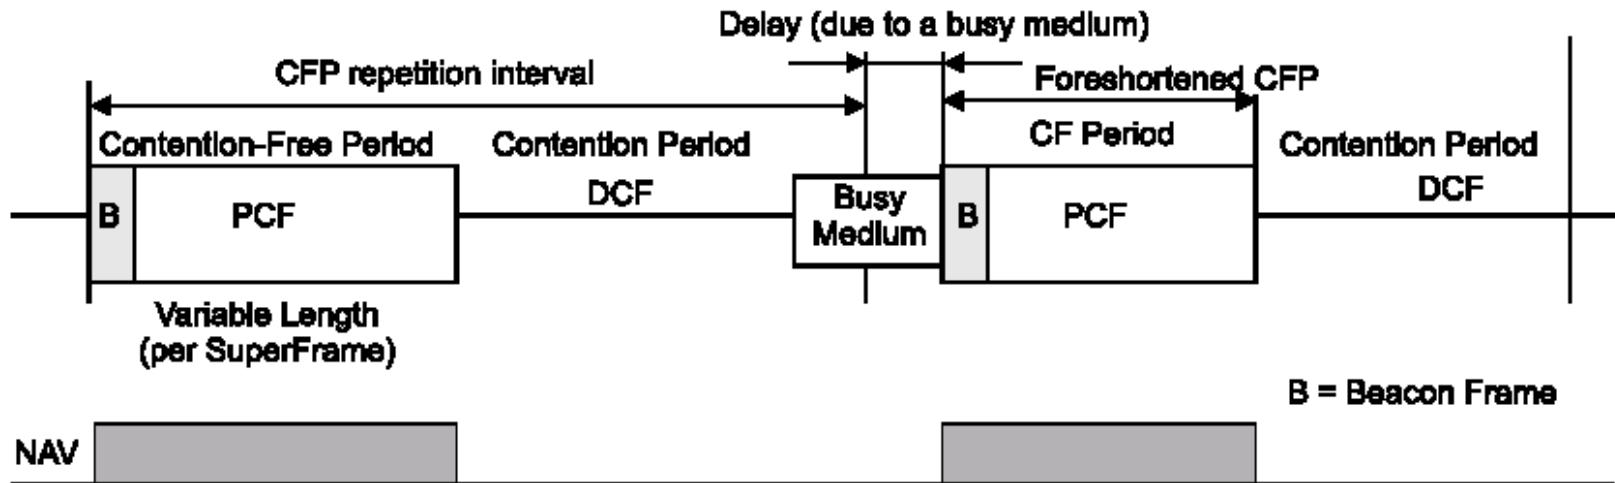 Delay (due to a busy medium)
CFP repetition interval
Foreshortened CFP
Contention-Free Period
Contention Period
CF Period
Contention Period
B
PCF
DCF
Busy
Medium
B
PCF
DCF
Variable Length
(per SuperFrame)
B = Beacon Frame
NAV